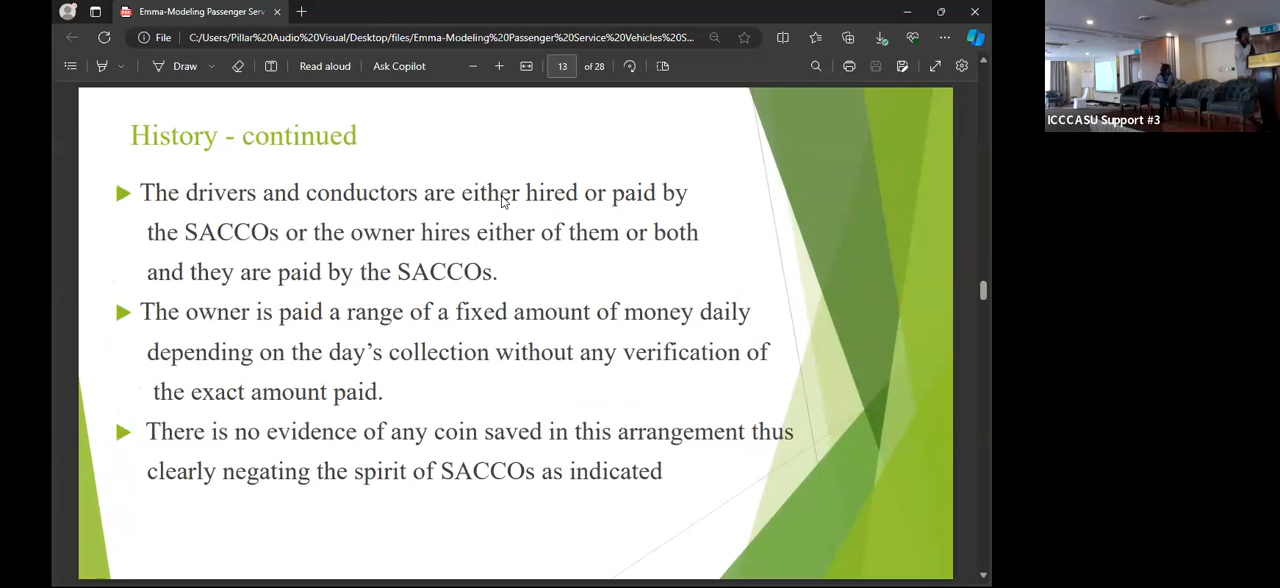 Emma-Modeling Passenger Serv
File
C:/Users/Pillar%20Audio%20Visual/Desktop/files/Emma-Modeling%20Passenger%20Service%20Vehicles%20S...
Draw
Read aloud
Ask Copilot
13
of 28
ICCCASU Support #3
History - continued
The drivers and conductors are either hired or paid by
the SACCOs or the owner hires either of them or both
and they are paid by the SACCOs.
The owner is paid a range of a fixed amount of money daily
depending on the day's collection without any verification of
the exact amount paid.
There is no evidence of any coin saved in this arrangement thus
clearly negating the spirit of SACCOs as indicated